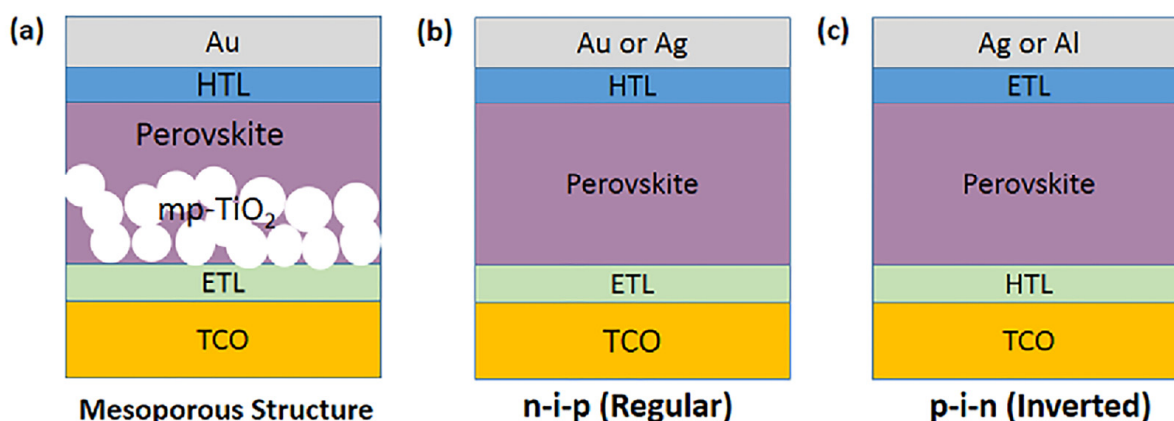 (a)
Au
HTL
Perovskite
mp-TiO₂
ETL
TCO
Mesoporous Structure
(b)
Au or Ag
HTL
Perovskite
ETL
TCO
n-i-p (Regular)
(c)
Ag or Al
ETL
Perovskite
HTL
TCO
p-i-n (Inverted)